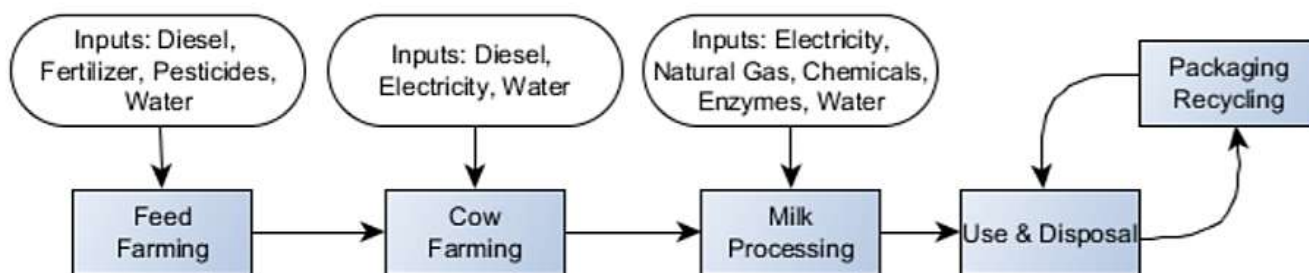 Inputs: Diesel,
Fertilizer, Pesticides,
Water
Inputs: Diesel,
Electricity, Water
Inputs: Electricity,
Natural Gas, Chemicals,
Enzymes, Water
Packaging
Recycling
Feed
Farming
Cow
Farming
Milk
Processing
Use & Disposal